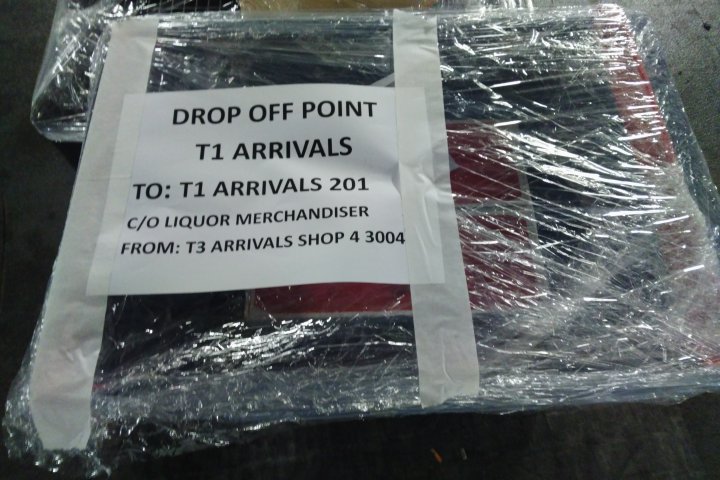 DROP OFF POINT
T1 ARRIVALS
TO: T1 ARRIVALS 201
C/O LIQUOR MERCHANDISER
FROM: T3 ARRIVALS SHOP 4 3004